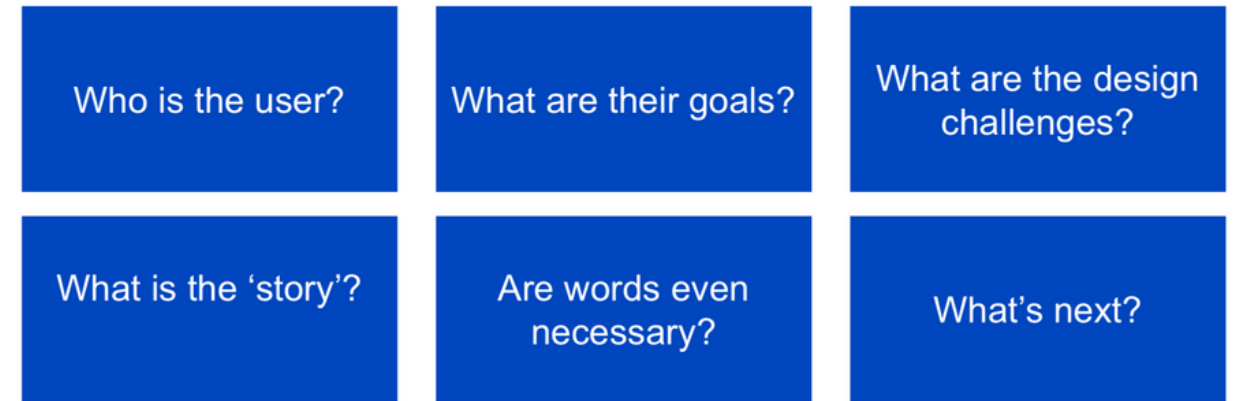 Who is the user?
What are their goals?
What are the design
challenges?
What is the ‘story’?
Are words even
necessary?
What’s next?